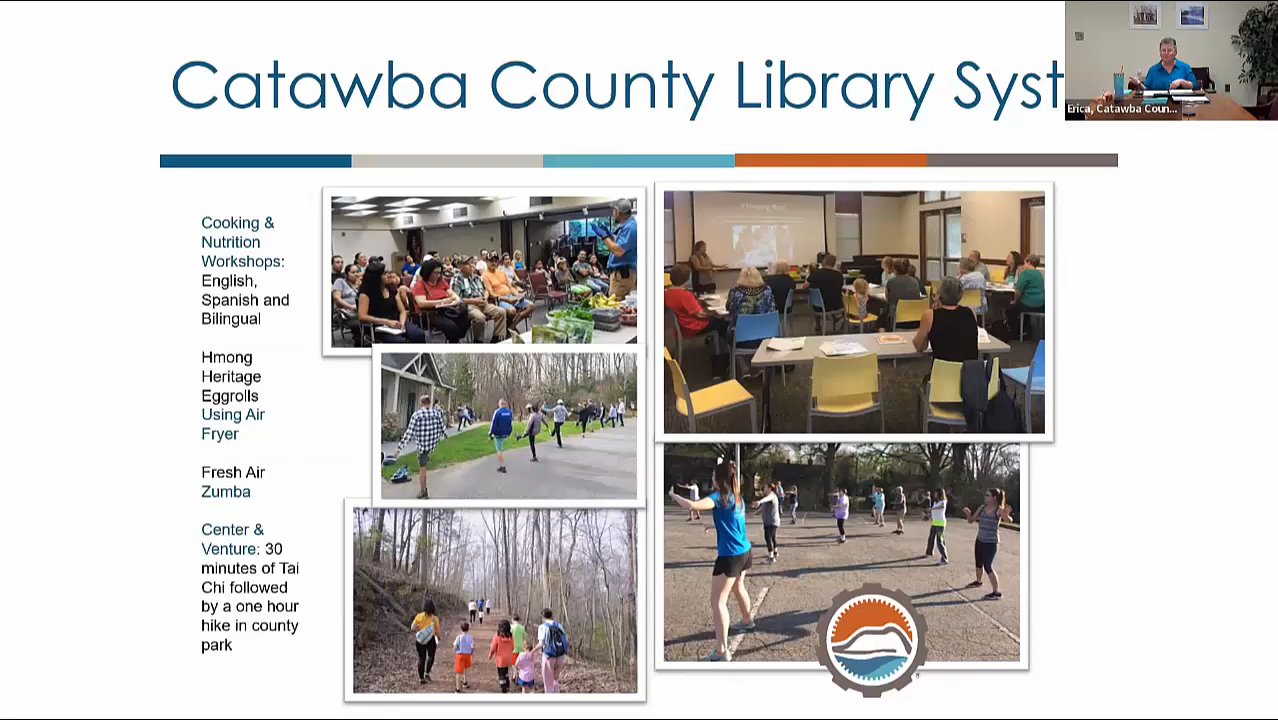 Catawba County Library Syst
Erica, Catawba Coun...
Cooking &
Nutrition
Workshops:
English,
Spanish and
Bilingual
Hmong
Heritage
Eggrolls
Using Air
Fryer
Fresh Air
Zumba
Center &
Venture: 30
minutes of Tai
Chi followed
by a one hour
hike in county
park